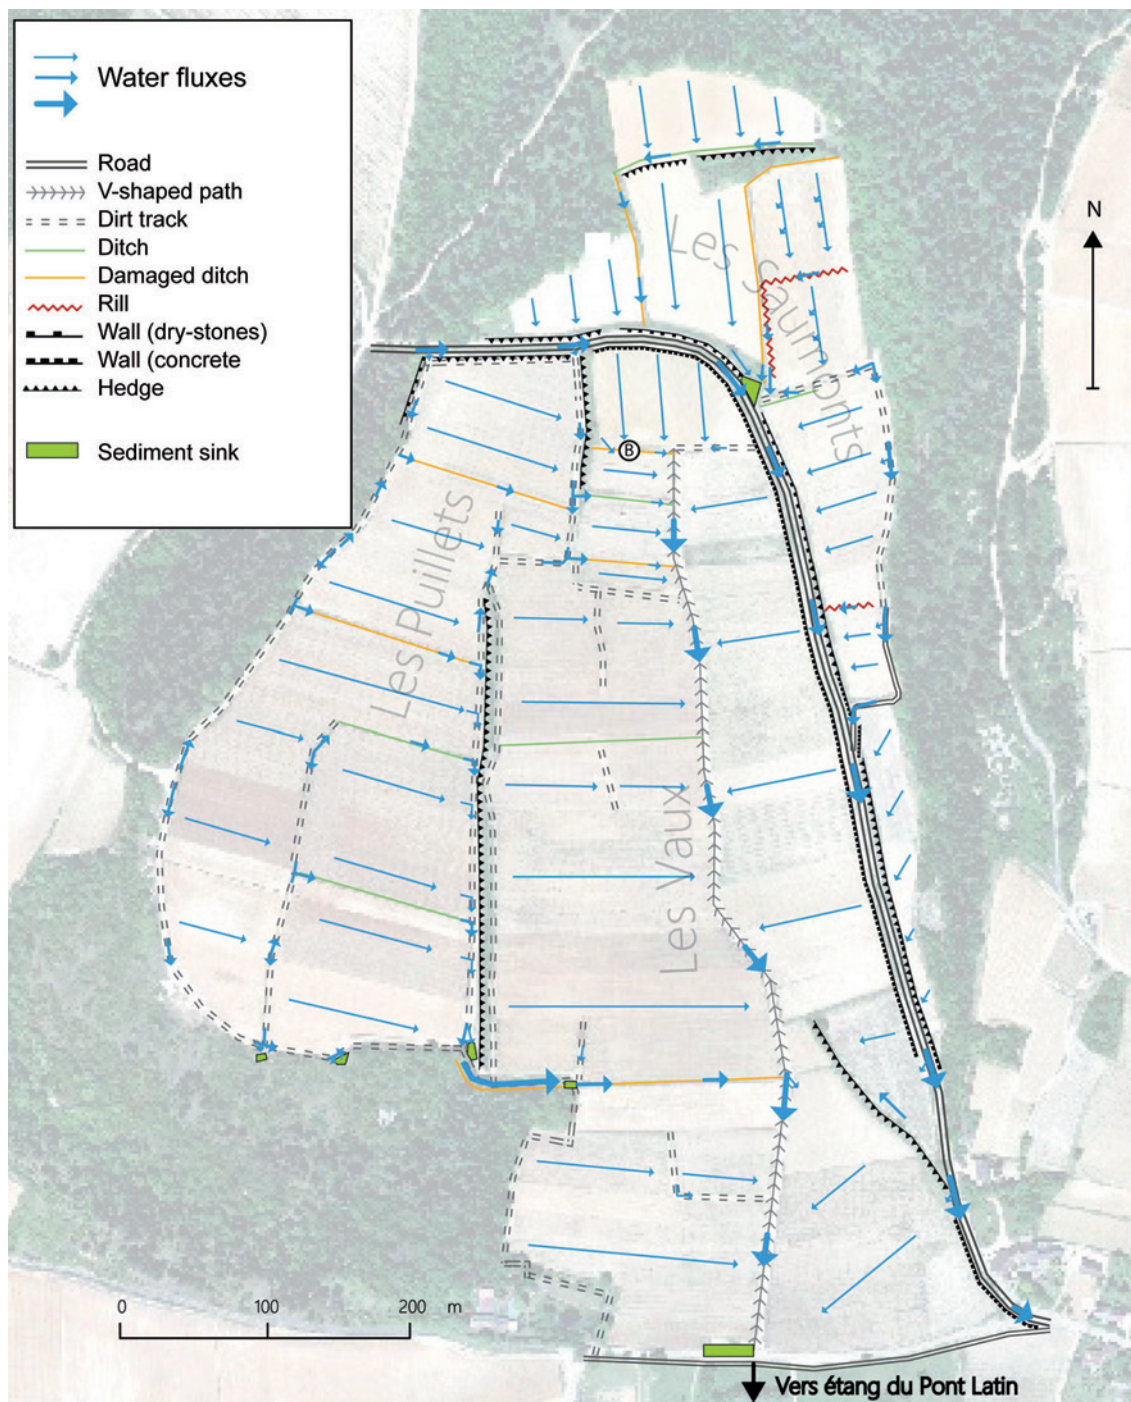 Water fluxes
Road
V-shaped path
Dirt track
Ditch
Damaged ditch
Rill
Wall (dry-stones)
Wall (concrete
Hedge
Sediment sink
N
Les Saumonts
B
Les Puillets
Les Vaux
0 100 200 m
Vers étang du Pont Latin